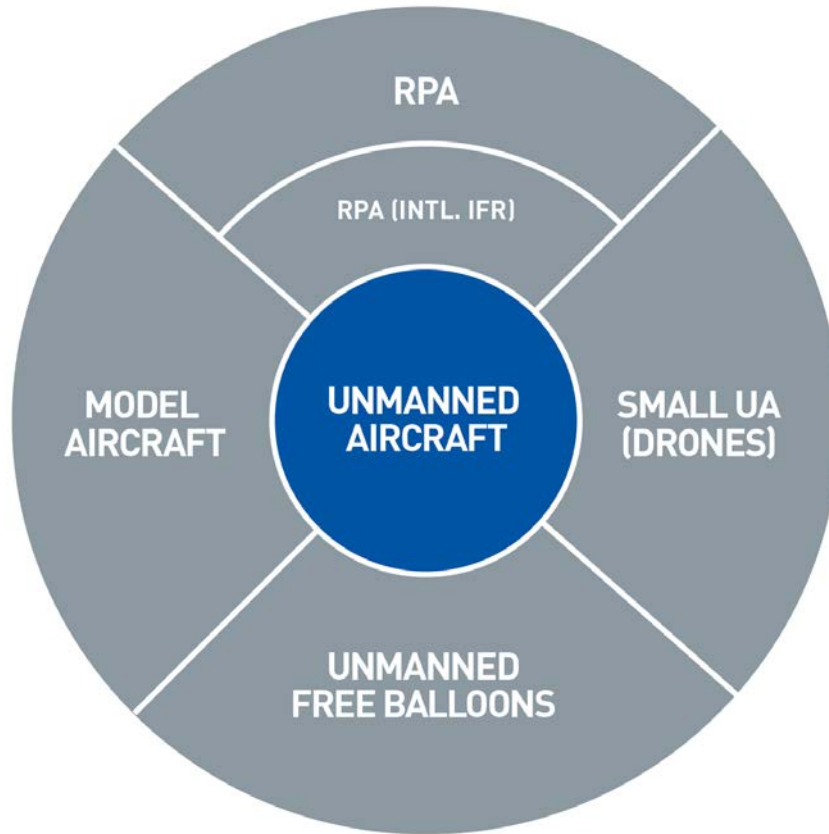 RPA
RPA (INTL. IFR)
MODEL
AIRCRAFT
UNMANNED
AIRCRAFT
SMALL UA
(DRONES)
UNMANNED
FREE BALLOONS